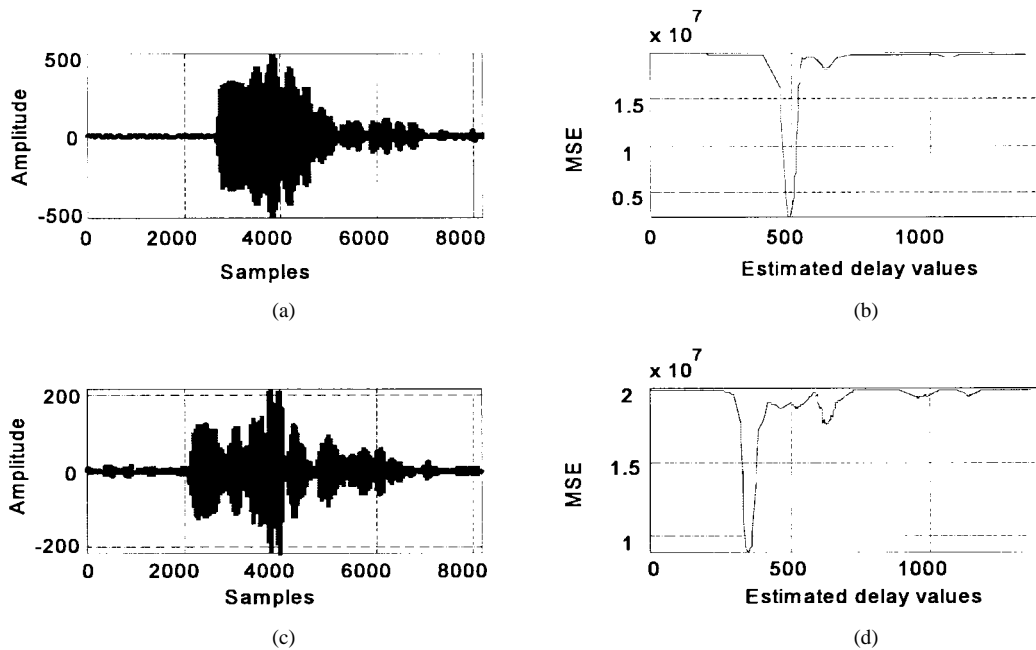 500
0
-500
Amplitude
0 2000 4000 6000 8000
Samples
(a)
x 10^7
1.5
1
0.5
MSE
0 500 1000
Estimated delay values
(b)
200
0
-200
Amplitude
0 2000 4000 6000 8000
Samples
(c)
x 10^7
2
1.5
1
MSE
0 500 1000
Estimated delay values
(d)